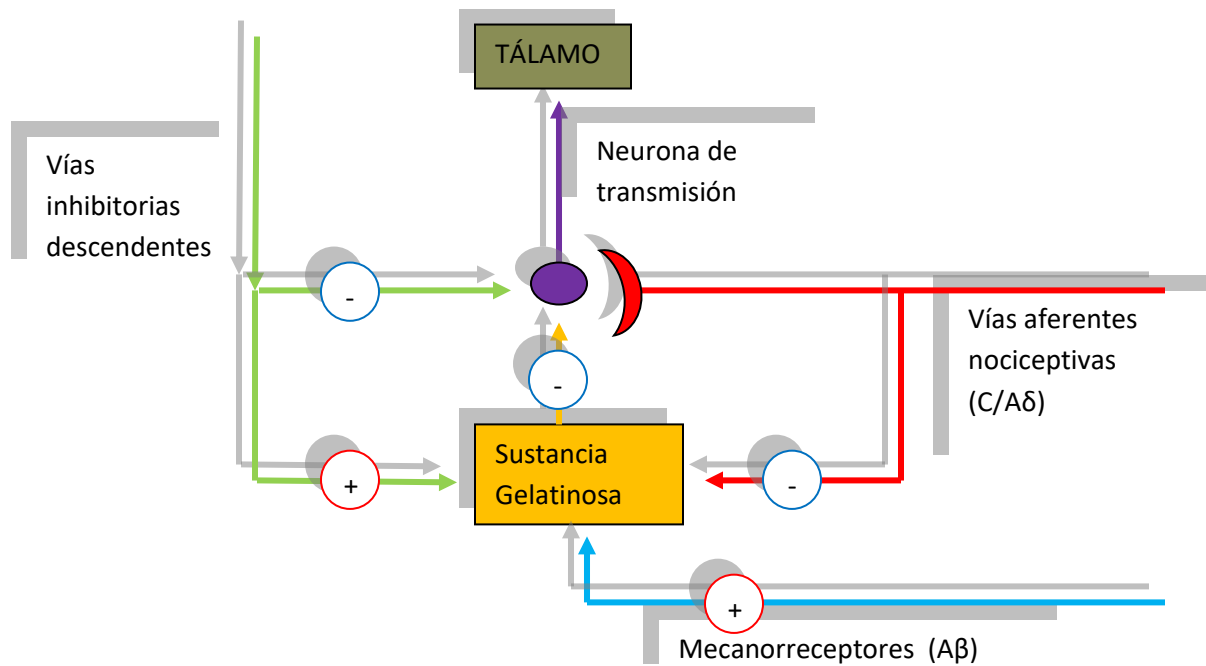 TÁLAMO
Vías
inhibitorias
descendentes
Neurona de
transmisión
-
Vías aferentes
nociceptivas
(C/Aδ)
-
Sustancia
Gelatinosa
+
-
+
Mecanorreceptores (Aβ)